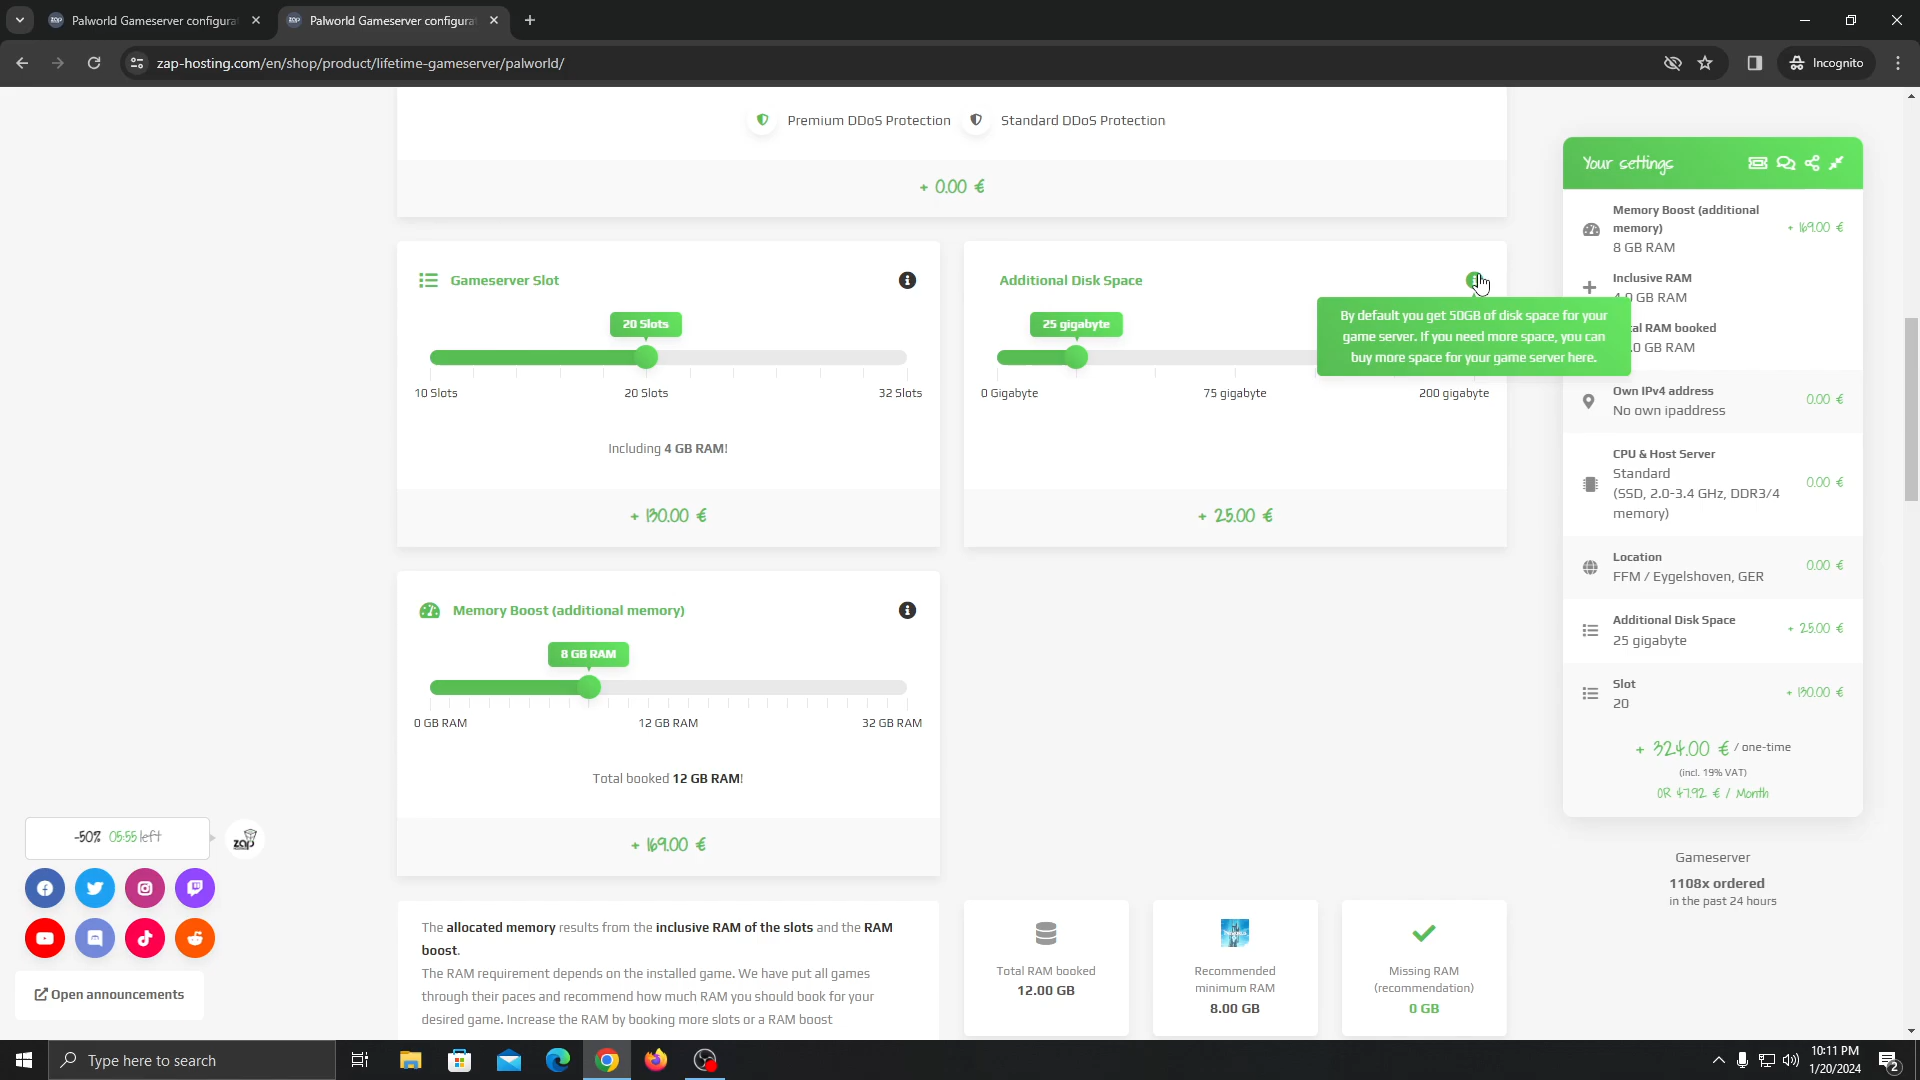 Palworld Gameserver configura
Palworld Gameserver configurat
zap-hosting.com/en/shop/product/lifetime-gameserver/palworld/
Incognito
Premium DDoS Protection
Standard DDoS Protection
+ 0.00 €
Gameserver Slot
20 Slots
10 Slots
20 Slots
32 Slots
Including 4 GB RAM!
+ 130.00 €
Additional Disk Space
25 gigabyte
By default you get 50GB of disk space for your
game server. If you need more space, you can
buy more space for your game server here.
0 Gigabyte
75 gigabyte
200 gigabyte
+ 25.00 €
Memory Boost (additional memory)
8 GB RAM
0 GB RAM
12 GB RAM
32 GB RAM
Total booked 12 GB RAM!
+ 169.00 €
The allocated memory results from the inclusive RAM of the slots and the RAM
boost.
The RAM requirement depends on the installed game. We have put all games
through their paces and recommend how much RAM you should book for your
desired game. Increase the RAM by booking more slots or a RAM boost
Total RAM booked
12.00 GB
Recommended
minimum RAM
8.00 GB
Missing RAM
(recommendation)
0 GB
Your settings
Memory Boost (additional
memory)
8 GB RAM
+ 169.00 €
Inclusive RAM
4.0 GB RAM
al RAM booked
.0 GB RAM
Own IPv4 address
No own ipaddress
0.00 €
CPU & Host Server
Standard
(SSD, 2.0-3.4 GHz, DDR3/4
memory)
0.00 €
Location
FFM / Eygelshoven, GER
0.00 €
Additional Disk Space
25 gigabyte
+ 25.00 €
Slot
20
+ 130.00 €
+ 324.00 € / one-time
(incl. 19% VAT)
OR 47.92 € / Month
Gameserver
1108x ordered
in the past 24 hours
-50% 05:55 left
zap
Open announcements
Type here to search
10:11 PM
1/20/2024
2